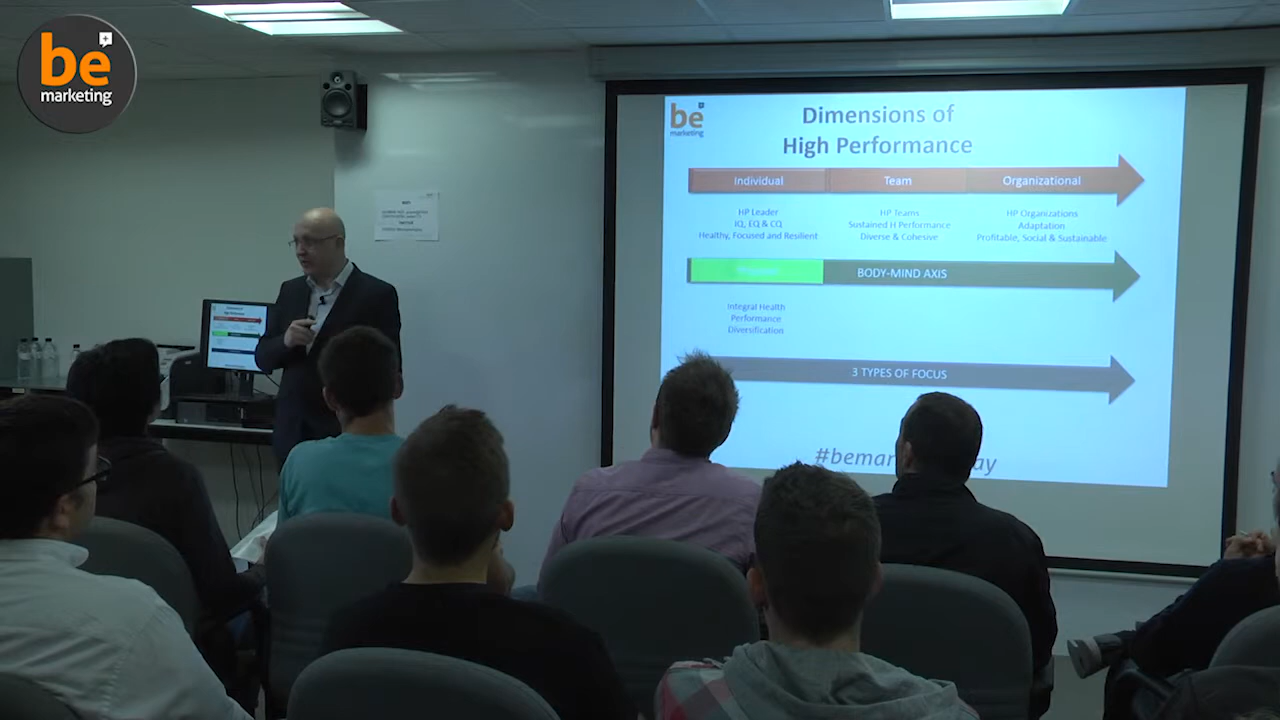 be
marketing
be
marketing
Dimensions of
High Performance
Individual Team Organizational
HP Leader
IQ, EQ & CQ
Healthy, Focused and Resilient
HP Teams
Sustained H Performance
Diverse & Cohesive
HP Organizations
Adaptation
Profitable, Social & Sustainable
BODY-MIND AXIS
Integral Health
Performance
Diversification
3 TYPES OF FOCUS